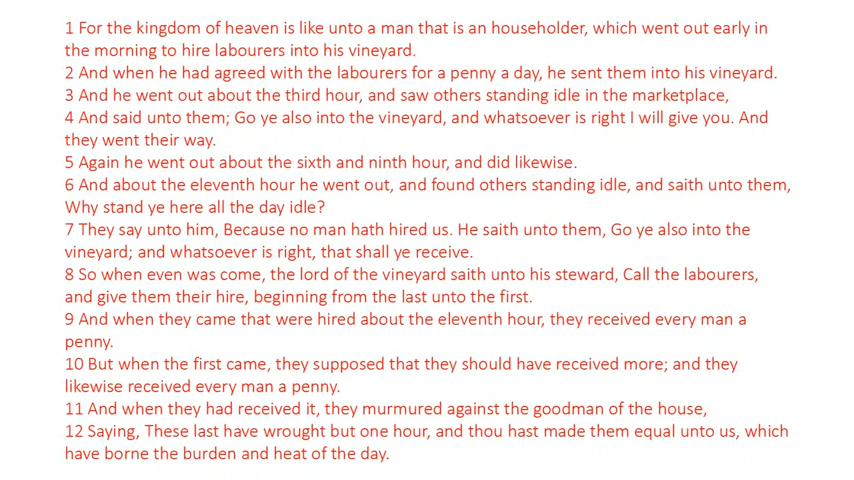 1 For the kingdom of heaven is like unto a man that is an householder, which went out early in
the morning to hire labourers into his vineyard.
2 And when he had agreed with the labourers for a penny a day, he sent them into his vineyard.
3 And he went out about the third hour, and saw others standing idle in the marketplace,
4 And said unto them; Go ye also into the vineyard, and whatsoever is right I will give you. And
they went their way.
5 Again he went out about the sixth and ninth hour, and did likewise.
6 And about the eleventh hour he went out, and found others standing idle, and saith unto them,
Why stand ye here all the day idle?
7 They say unto him, Because no man hath hired us. He saith unto them, Go ye also into the
vineyard; and whatsoever is right, that shall ye receive.
8 So when even was come, the lord of the vineyard saith unto his steward, Call the labourers,
and give them their hire, beginning from the last unto the first.
9 And when they came that were hired about the eleventh hour, they received every man a
penny.
10 But when the first came, they supposed that they should have received more; and they
likewise received every man a penny.
11 And when they had received it, they murmured against the goodman of the house,
12 Saying, These last have wrought but one hour, and thou hast made them equal unto us, which
have borne the burden and heat of the day.